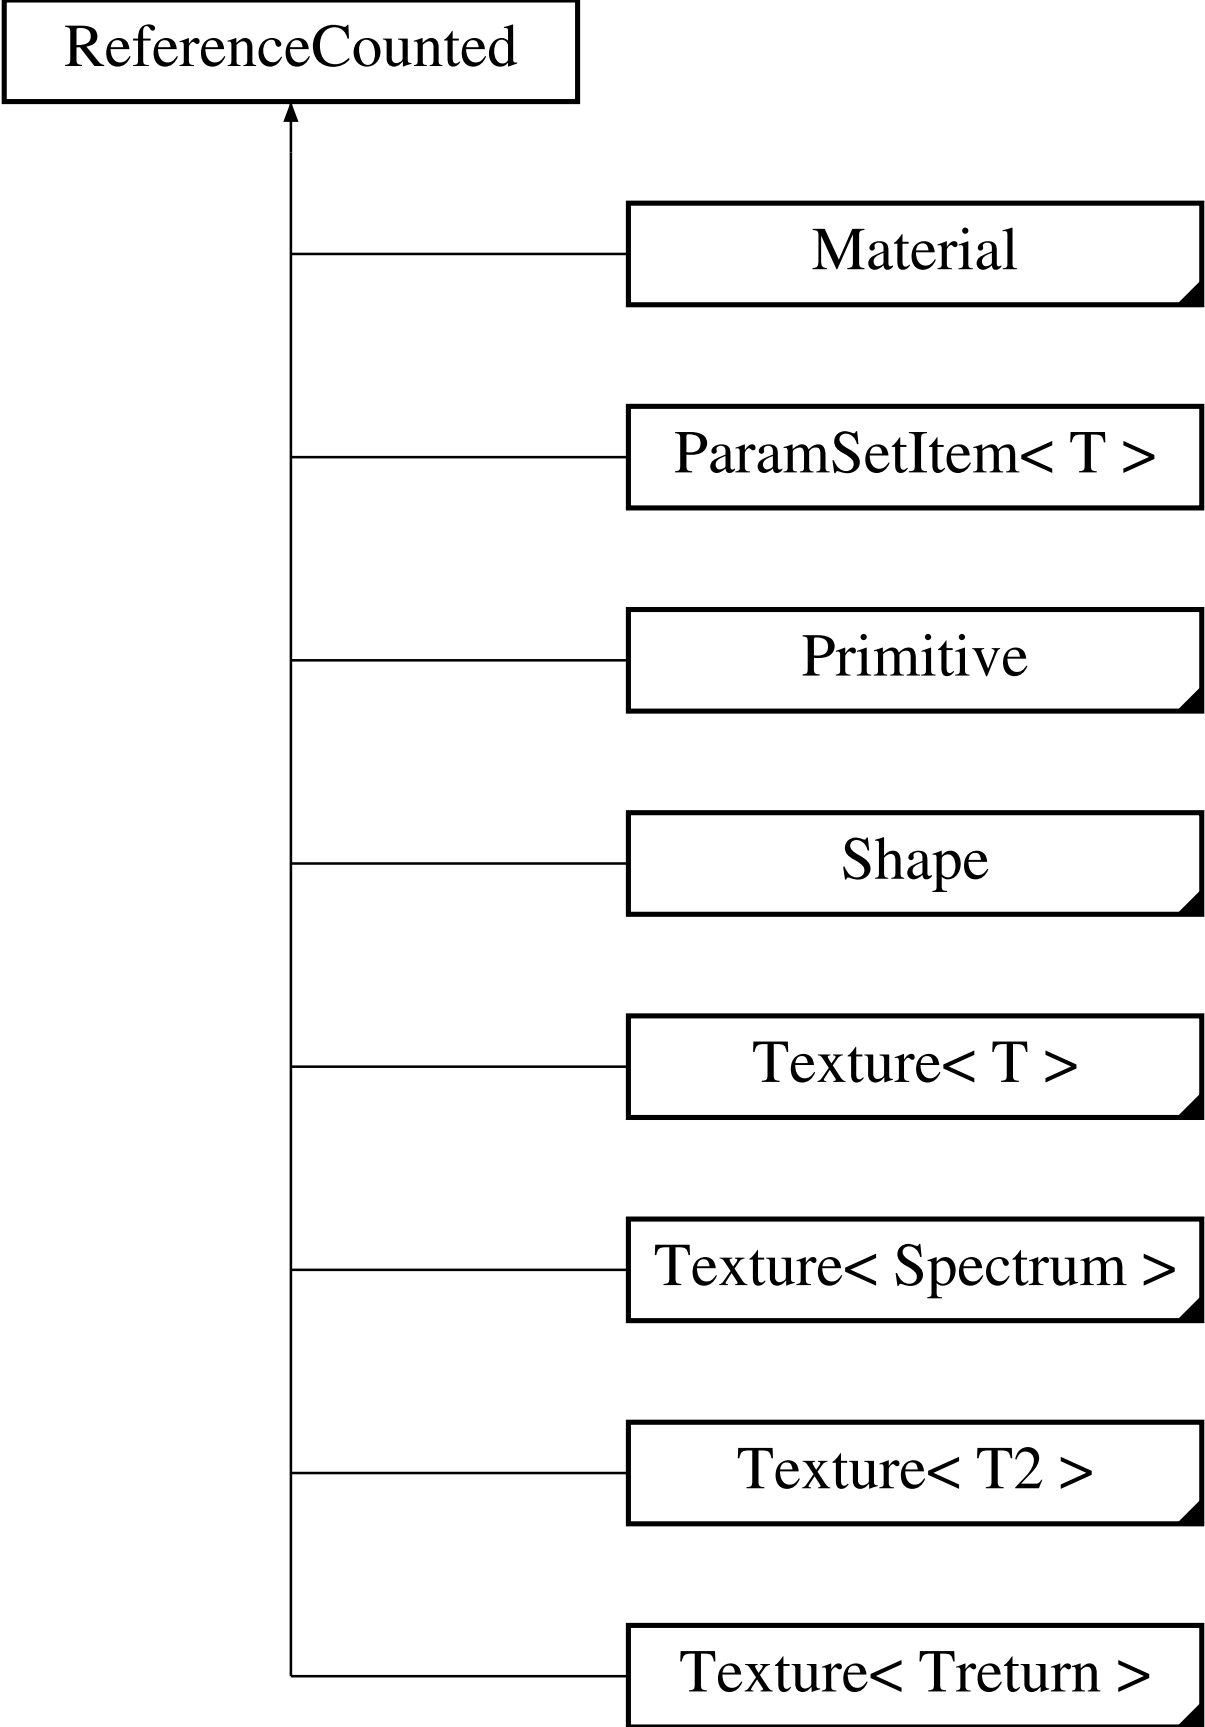 ReferenceCounted
Material
ParamSetItem< T >
Primitive
Shape
Texture< T >
Texture< Spectrum >
Texture< T2 >
Texture< Treturn >